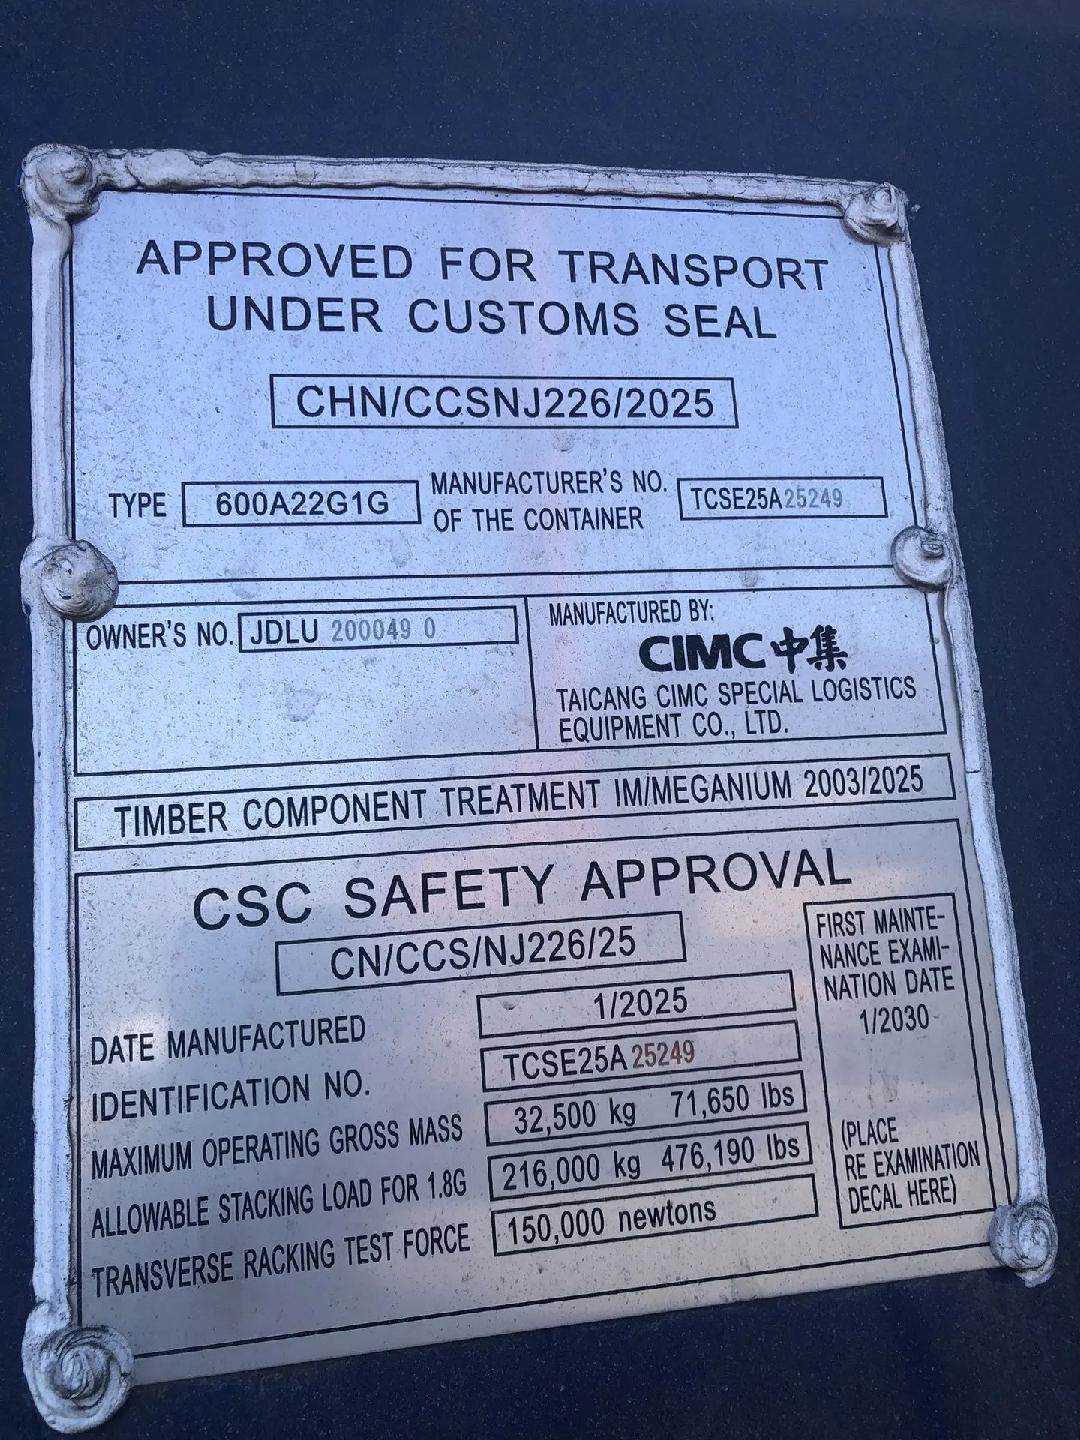 APPROVED FOR TRANSPORT
UNDER CUSTOMS SEAL
CHN/CCSNJ226/2025
TYPE 600A22G1G
MANUFACTURER'S NO.
OF THE CONTAINER
TCSE25A25249
OWNER'S NO. JDLU 200049 0
MANUFACTURED BY:
CIMC 中集
TAICANG CIMC SPECIAL LOGISTICS
EQUIPMENT CO., LTD.
TIMBER COMPONENT TREATMENT IM/MEGANIUM 2003/2025
CSC SAFETY APPROVAL
CN/CCS/NJ226/25
DATE MANUFACTURED 1/2025
IDENTIFICATION NO. TCSE25A 25249
MAXIMUM OPERATING GROSS MASS 32,500 kg 71,650 lbs
ALLOWABLE STACKING LOAD FOR 1.8G 216,000 kg 476,190 lbs
TRANSVERSE RACKING TEST FORCE 150,000 newtons
FIRST MAINTE-
NANCE EXAMI-
NATION DATE
1/2030
(PLACE
RE EXAMINATION
DECAL HERE)